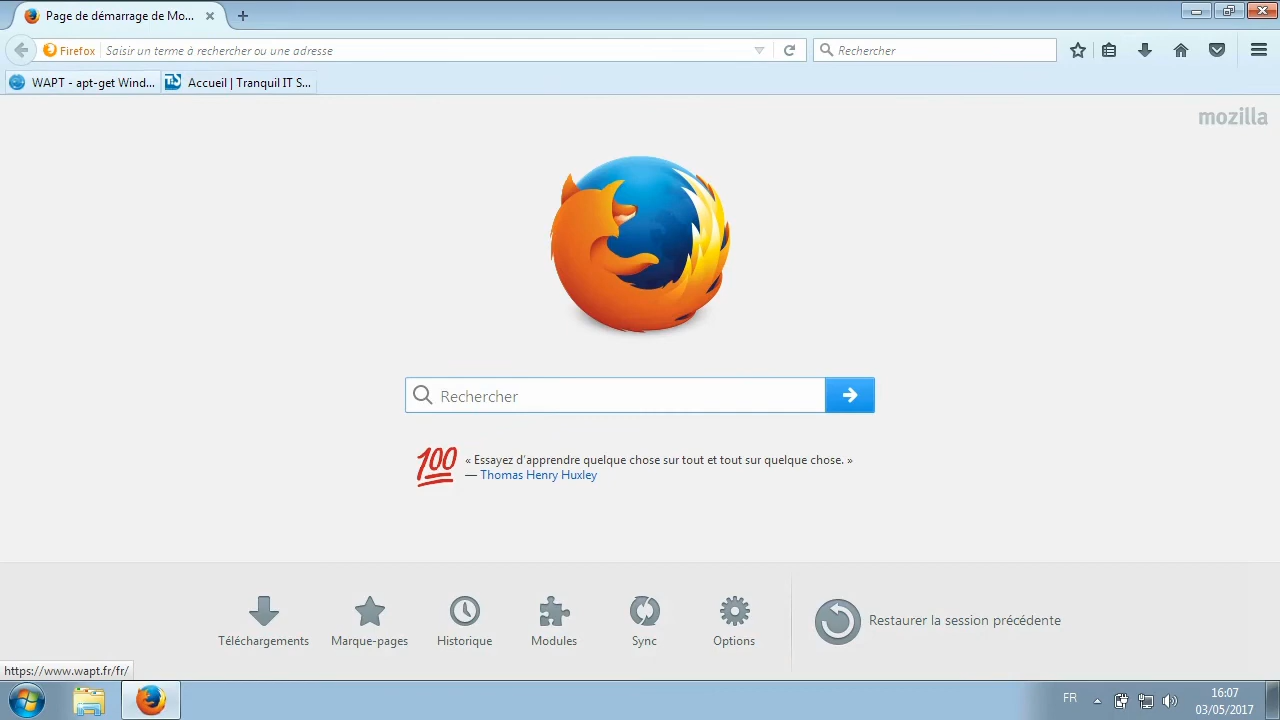 Page de démarrage de Mo...
Firefox
Saisir un terme à rechercher ou une adresse
Rechercher
WAPT - apt-get Wind...
Accueil | Tranquil IT S...
mozilla
Rechercher
100
« Essayez d'apprendre quelque chose sur tout et tout sur quelque chose. »
— Thomas Henry Huxley
Téléchargements
Marque-pages
Historique
Modules
Sync
Options
Restaurer la session précédente
https://www.wapt.fr/fr/
FR
16:07
03/05/2017